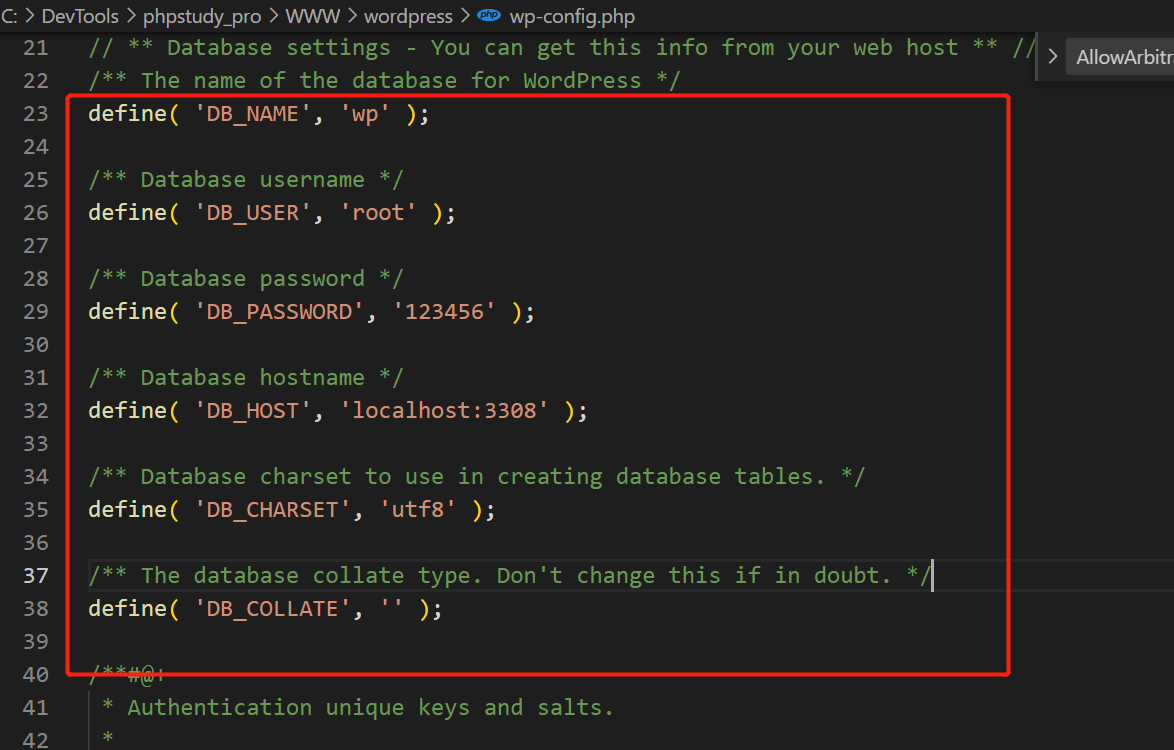 C: > DevTools > phpstudy_pro > WWW > wordpress > php wp-config.php
21 // ** Database settings - You can get this info from your web host ** //
> AllowArbitr
22 /** The name of the database for WordPress */
23 define( 'DB_NAME', 'wp' );
24
25 /** Database username */
26 define( 'DB_USER', 'root' );
27
28 /** Database password */
29 define( 'DB_PASSWORD', '123456' );
30
31 /** Database hostname */
32 define( 'DB_HOST', 'localhost:3308' );
33
34 /** Database charset to use in creating database tables. */
35 define( 'DB_CHARSET', 'utf8' );
36
37 /** The database collate type. Don't change this if in doubt. */
38 define( 'DB_COLLATE', '' );
39
40 /**#@+
41 * Authentication unique keys and salts.
42 *